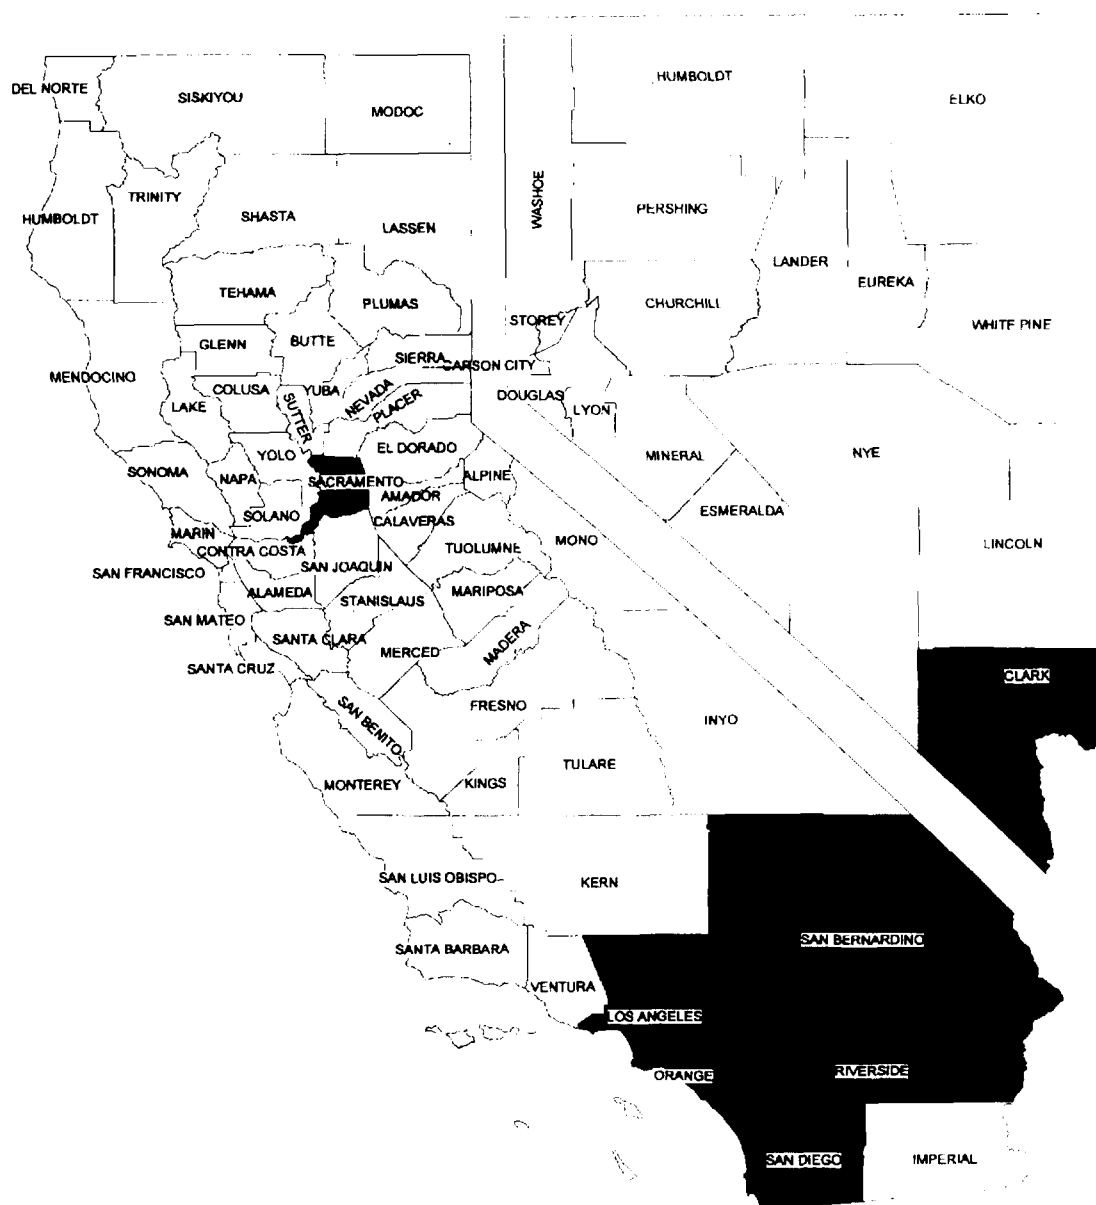 HUMBOLDT
DEL NORTE
SISKIYOU
MODOC
ELKO
WASHOE
TRINITY
HUMBOLDT
SHASTA
LASSEN
PERSHING
LANDER
EUREKA
TEHAMA
PLUMAS
CHURCHILL
STOREY
WHITE PINE
GLENN
BUTTE
SIERRA
CARSON CITY
MENDOCINO
COLUSA
YUBA
NEVADA
PLACER
DOUGLAS
LYON
LAKE
SUTTER
YOLO
EL DORADO
MINERAL
NYE
SONOMA
NAPA
SACRAMENTO
ALPINE
AMADOR
ESMERALDA
SOLANO
CALAVERAS
MARIN
CONTRA COSTA
TUOLUMNE
MONO
LINCOLN
SAN FRANCISCO
SAN JOAQUIN
ALAMEDA
STANISLAUS
MARIPOSA
SAN MATEO
SANTA CLARA
MERCED
MADERA
SANTA CRUZ
CLARK
SAN BENITO
FRESNO
INYO
MONTEREY
KINGS
TULARE
SAN LUIS OBISPO
KERN
SANTA BARBARA
SAN BERNARDINO
VENTURA
LOS ANGELES
ORANGE
RIVERSIDE
SAN DIEGO
IMPERIAL